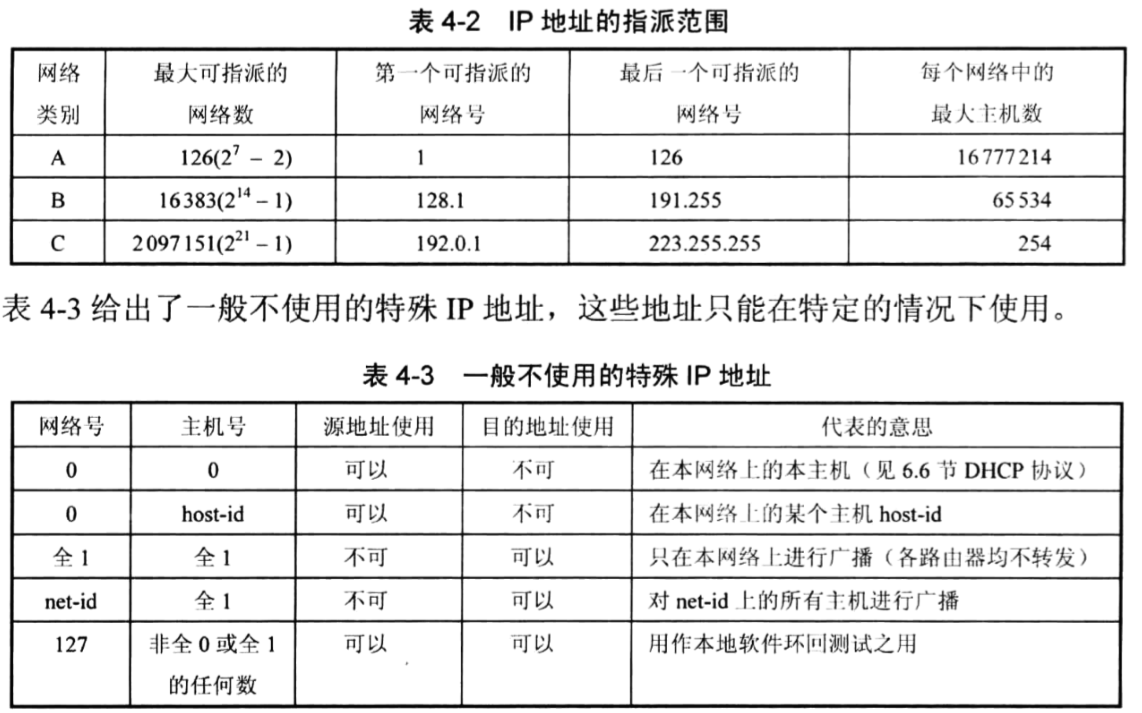 表 4-2 IP 地址的指派范围
网络类别 最大可指派的网络数 第一个可指派的网络号 最后一个可指派的网络号 每个网络中的最大主机数
A 126(2⁷ − 2) 1 126 16777214
B 16383(2¹⁴ − 1) 128.1 191.255 65534
C 2097151(2²¹ − 1) 192.0.1 223.255.255 254
表 4-3 给出了一般不使用的特殊 IP 地址，这些地址只能在特定的情况下使用。
表 4-3 一般不使用的特殊 IP 地址
网络号 主机号 源地址使用 目的地址使用 代表的意思
0 0 可以 不可 在本网络上的本主机（见 6.6 节 DHCP 协议）
0 host-id 可以 不可 在本网络上的某个主机 host-id
全 1 全 1 不可 可以 只在本网络上进行广播（各路由器均不转发）
net-id 全 1 不可 可以 对 net-id 上的所有主机进行广播
127 非全 0 或全 1 的任何数 可以 可以 用作本地软件环回测试之用